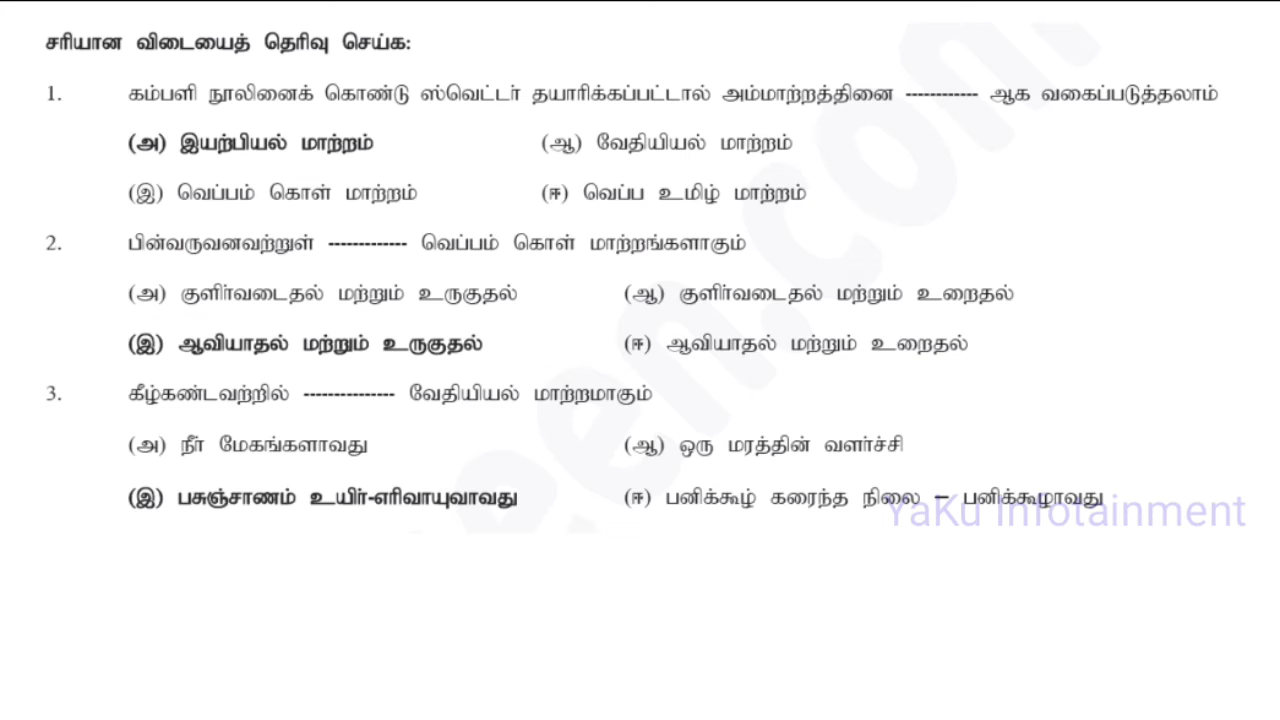 சரியான விடையைத் தெரிவு செய்க:
1. கம்பளி நூலினைக் கொண்டு ஸ்வெட்டர் தயாரிக்கப்பட்டால் அம்மாற்றத்தினை ------------ ஆக வகைப்படுத்தலாம்
(அ) இயற்பியல் மாற்றம் (ஆ) வேதியியல் மாற்றம்
(இ) வெப்பம் கொள் மாற்றம் (ஈ) வெப்ப உமிழ் மாற்றம்
2. பின்வருவனவற்றுள் ------------- வெப்பம் கொள் மாற்றங்களாகும்
(அ) குளிர்வடைதல் மற்றும் உருகுதல் (ஆ) குளிர்வடைதல் மற்றும் உறைதல்
(இ) ஆவியாதல் மற்றும் உருகுதல் (ஈ) ஆவியாதல் மற்றும் உறைதல்
3. கீழ்கண்டவற்றில் --------------- வேதியியல் மாற்றமாகும்
(அ) நீர் மேகங்களாவது (ஆ) ஒரு மரத்தின் வளர்ச்சி
(இ) பசுஞ்சாணம் உயிர்-எரிவாயுவாவது (ஈ) பனிக்கூழ் கரைந்த நிலை – பனிக்கூழாவது
YaKu Infotainment